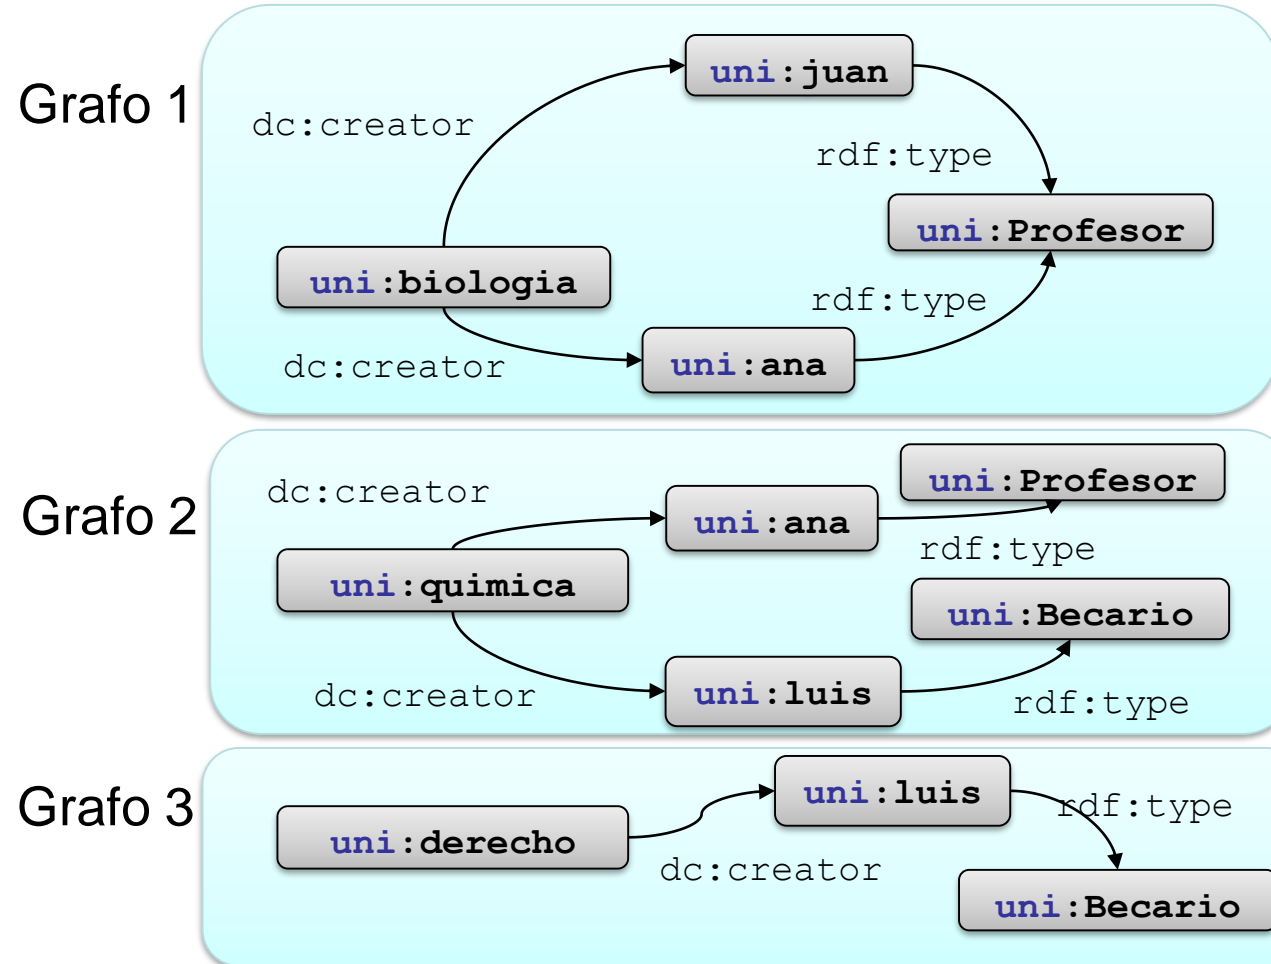 Grafo 1
uni:juan
dc:creator
rdf:type
uni:Profesor
uni:biologia
rdf:type
dc:creator
uni:ana
Grafo 2
uni:Profesor
dc:creator
uni:ana
rdf:type
uni:quimica
uni:Becario
dc:creator
uni:luis
rdf:type
Grafo 3
uni:luis
rdf:type
uni:derecho
dc:creator
uni:Becario